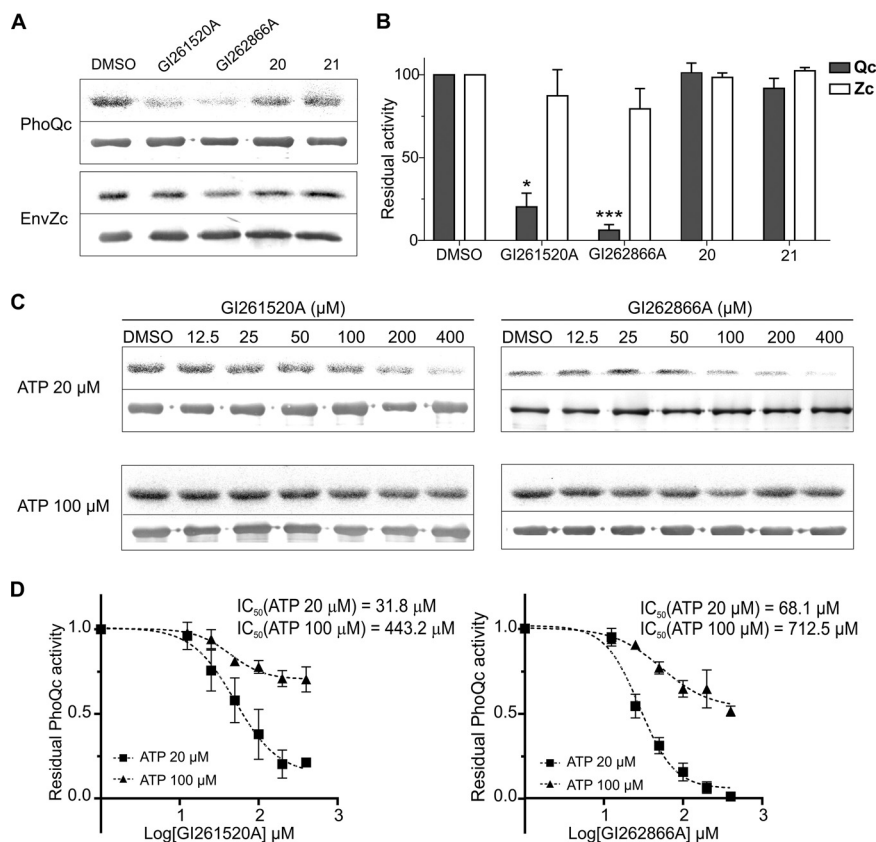 A
DMSO GI261520A GI262866A 20 21
PhoQc
EnvZc
B
Residual activity
100
50
0
* ***
DMSO GI261520A GI262866A 20 21
Qc
Zc
C
GI261520A (µM)
DMSO 12.5 25 50 100 200 400
GI262866A (µM)
DMSO 12.5 25 50 100 200 400
ATP 20 µM
ATP 100 µM
D
IC50(ATP 20 µM) = 31.8 µM
IC50(ATP 100 µM) = 443.2 µM
Residual PhoQc activity
1.0
0.5
0.0
ATP 20 µM
ATP 100 µM
0 1 2 3
Log[GI261520A] µM
IC50(ATP 20 µM) = 68.1 µM
IC50(ATP 100 µM) = 712.5 µM
Residual PhoQc activity
1.0
0.5
0.0
ATP 20 µM
ATP 100 µM
0 1 2 3
Log[GI262866A] µM